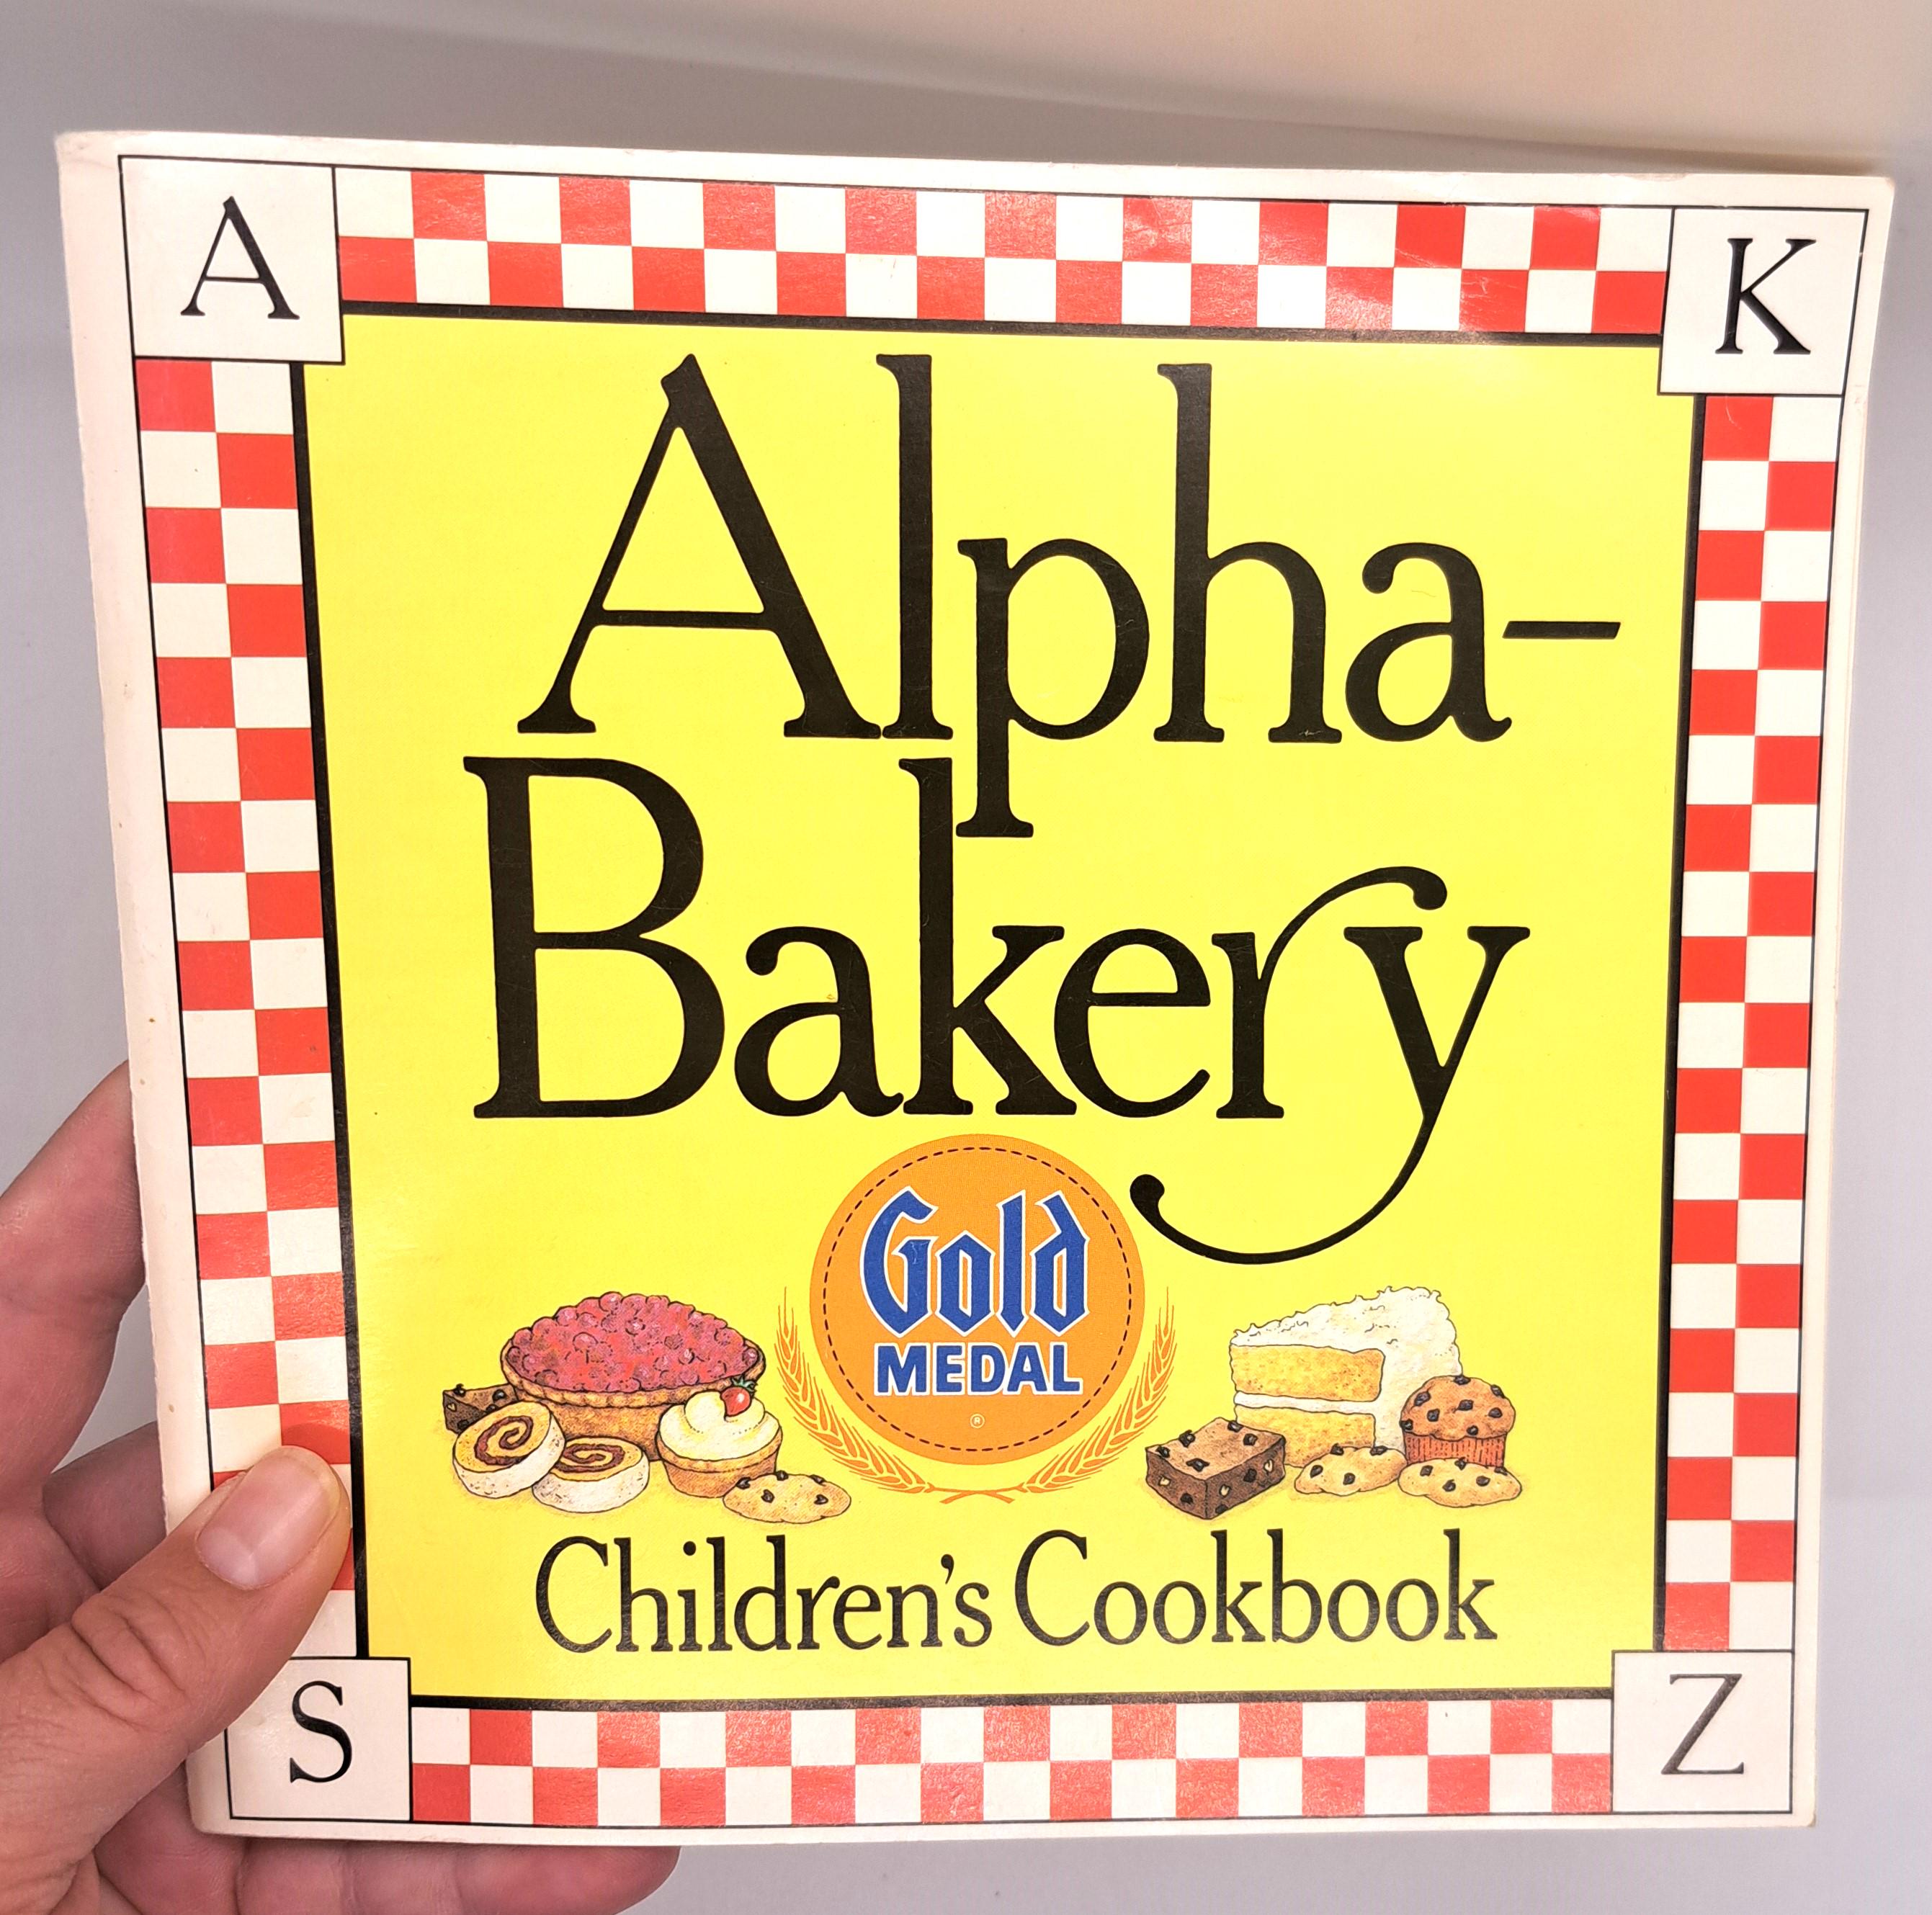 A
K
Alpha-
Bakery
Gold
MEDAL
®
Children's Cookbook
S
Z